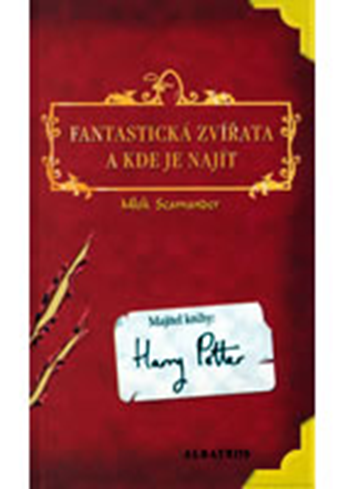 FANTASTICKÁ ZVÍŘATA
A KDE JE NAJÍT
Mlok Scamander
Majitel knihy:
Harry Potter
ALBATROS